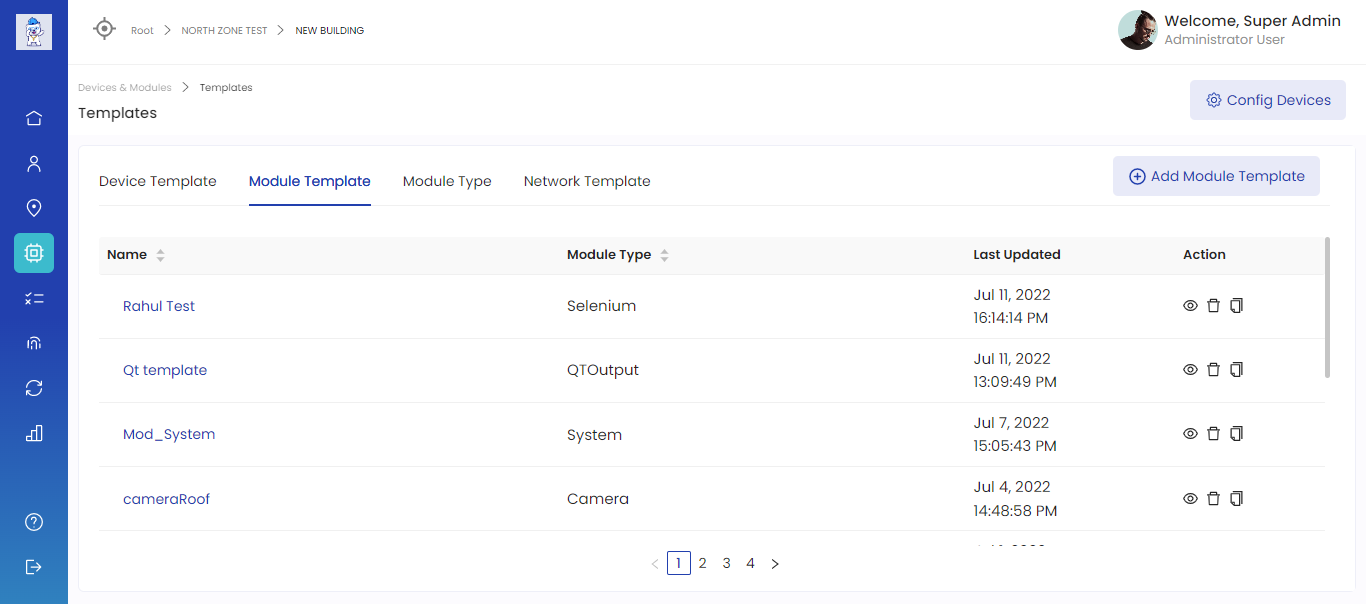 Root > NORTH ZONE TEST > NEW BUILDING
Welcome, Super Admin
Administrator User
Devices & Modules > Templates
Templates
Config Devices
Device Template Module Template Module Type Network Template
Add Module Template
Name Module Type Last Updated Action
Rahul Test Selenium Jul 11, 2022
16:14:14 PM
Qt template QTOutput Jul 11, 2022
13:09:49 PM
Mod_System System Jul 7, 2022
15:05:43 PM
cameraRoof Camera Jul 4, 2022
14:48:58 PM
< 1 2 3 4 >